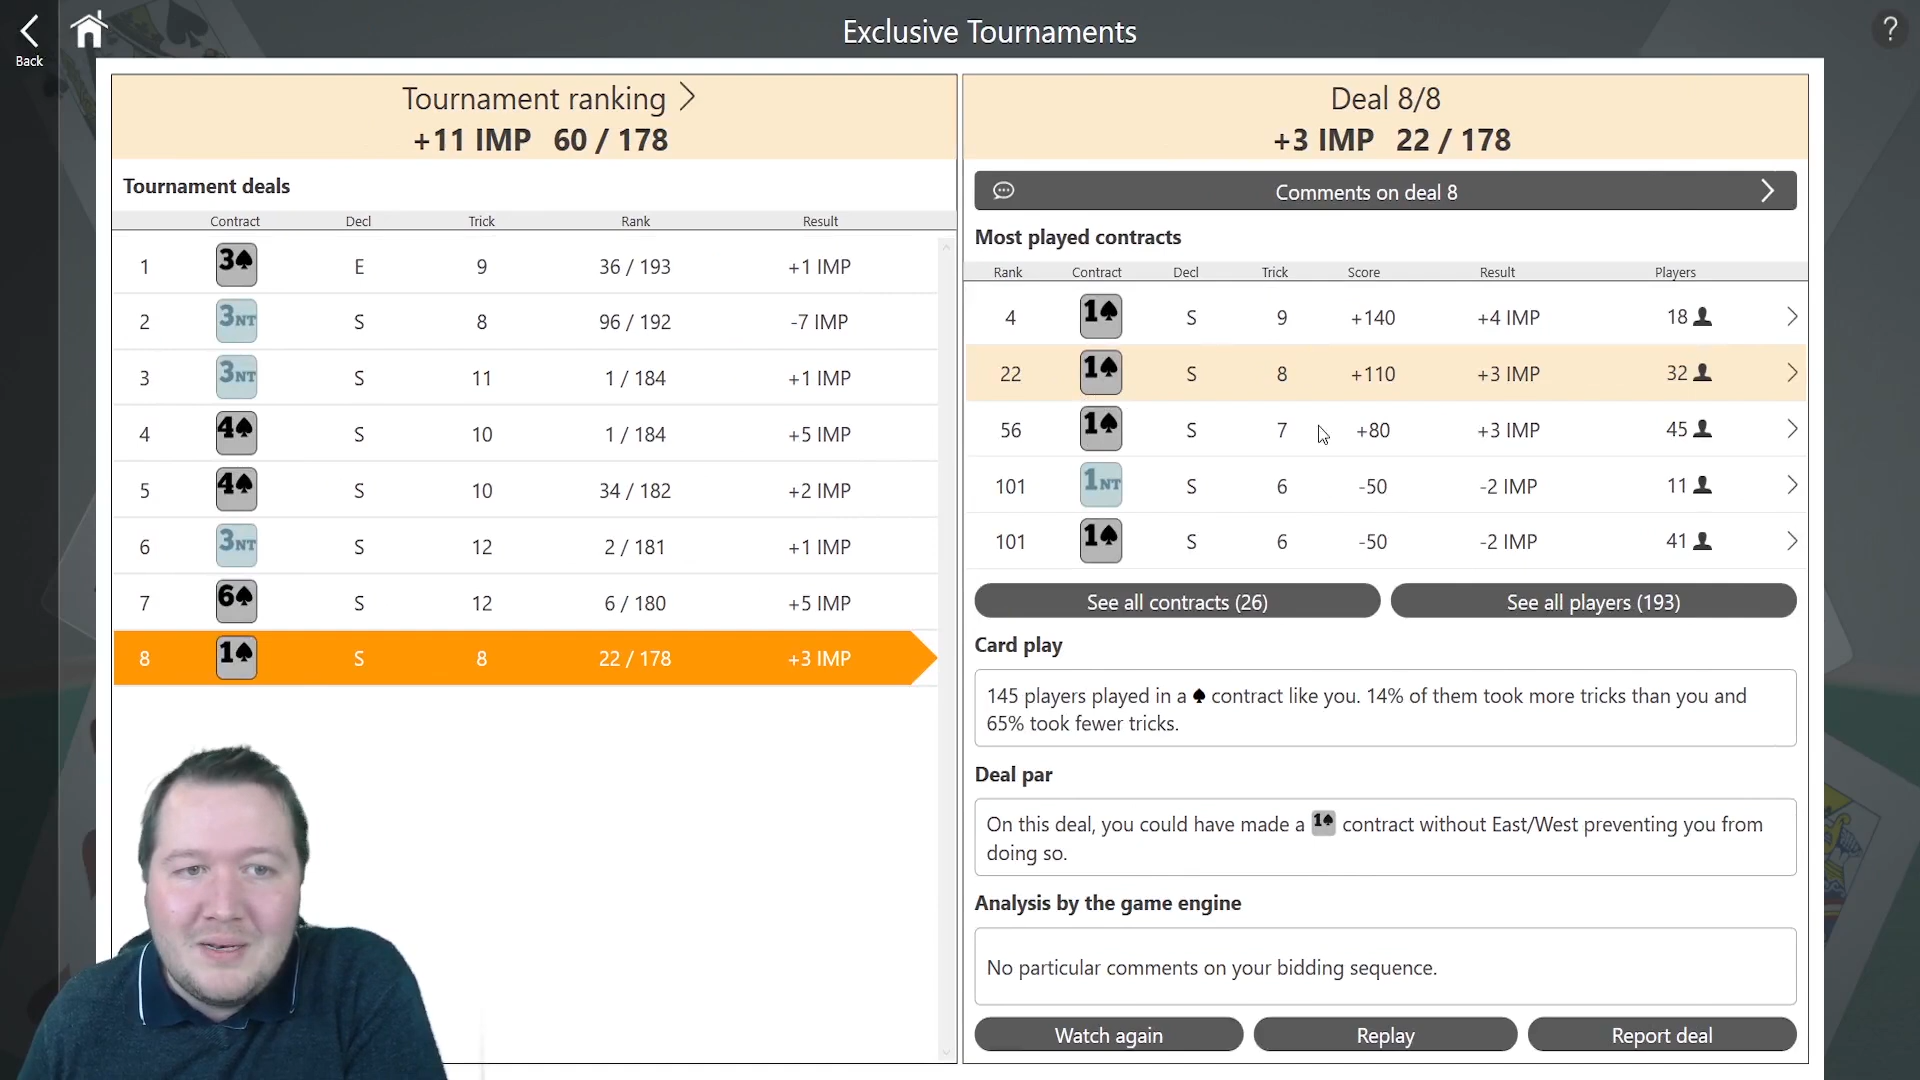 Back
Exclusive Tournaments
?
Tournament ranking
+11 IMP 60 / 178
Tournament deals
Contract Decl Trick Rank Result
1 3♠ E 9 36 / 193 +1 IMP
2 3NT S 8 96 / 192 -7 IMP
3 3NT S 11 1 / 184 +1 IMP
4 4♠ S 10 1 / 184 +5 IMP
5 4♠ S 10 34 / 182 +2 IMP
6 3NT S 12 2 / 181 +1 IMP
7 6♠ S 12 6 / 180 +5 IMP
8 1♠ S 8 22 / 178 +3 IMP
Deal 8/8
+3 IMP 22 / 178
Comments on deal 8
Most played contracts
Rank Contract Decl Trick Score Result Players
4 1♠ S 9 +140 +4 IMP 18
22 1♠ S 8 +110 +3 IMP 32
56 1♠ S 7 +80 +3 IMP 45
101 1NT S 6 -50 -2 IMP 11
101 1♠ S 6 -50 -2 IMP 41
See all contracts (26) See all players (193)
Card play
145 players played in a ♠ contract like you. 14% of them took more tricks than you and
65% took fewer tricks.
Deal par
On this deal, you could have made a 1♠ contract without East/West preventing you from
doing so.
Analysis by the game engine
No particular comments on your bidding sequence.
Watch again Replay Report deal